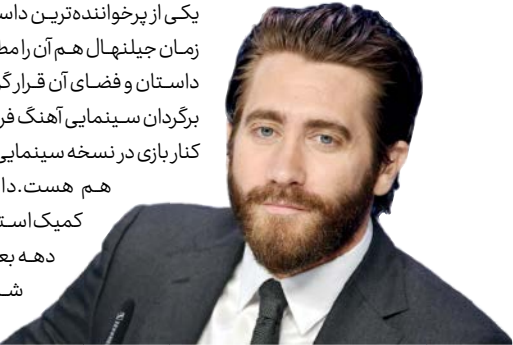 یکی از پرخواننده‌ترین داس
زمان جیلنهال هم آن را مط
داستان و فضای آن قرار گر
برگردان سینمایی آهنگ فر
کنار بازی در نسخه سینمایی
هم هست. دا
کمیک است
دهه بع
ش